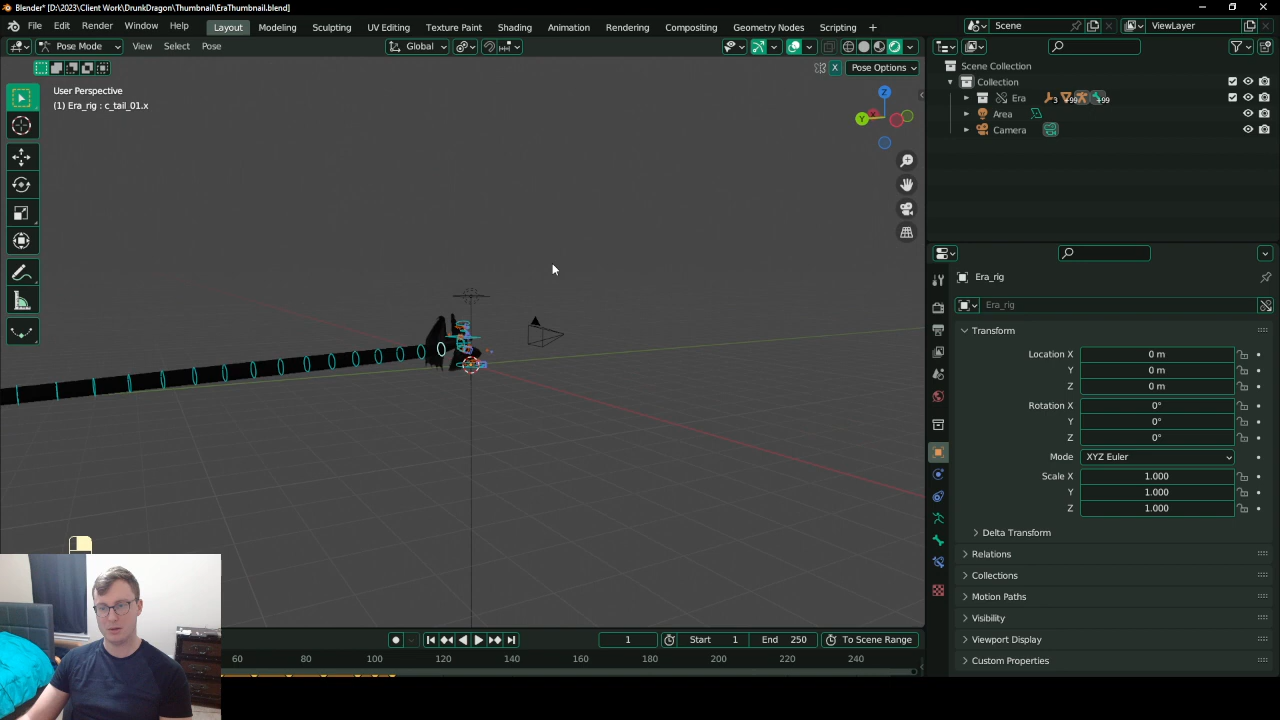 Blender* [D:\2023\Client Work\DrunkDragon\Thumbnail\EraThumbnail.blend]
File Edit Render Window Help Layout Modeling Sculpting UV Editing Texture Paint Shading Animation Rendering Compositing Geometry Nodes Scripting + Scene ViewLayer
Pose Mode View Select Pose Global
X Pose Options
User Perspective
(1) Era_rig : c_tail_01.x
Z
Y
X
Scene Collection
Collection
Era 3 +99 +99
Area
Camera
Era_rig
Era_rig
Transform
Location X 0 m
Y 0 m
Z 0 m
Rotation X 0°
Y 0°
Z 0°
Mode XYZ Euler
Scale X 1.000
Y 1.000
Z 1.000
Delta Transform
Relations
Collections
Motion Paths
Visibility
Viewport Display
Custom Properties
1 Start 1 End 250 To Scene Range
60 80 100 120 140 160 180 200 220 240